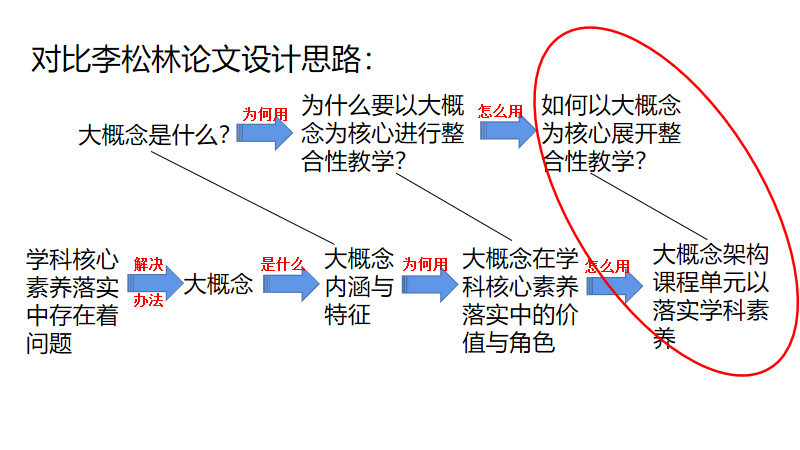 对比李松林论文设计思路：
大概念是什么?
为何用
为什么要以大概
念为核心进行整
合性教学?
怎么用
如何以大概念
为核心展开整
合性教学?
学科核心
素养落实
中存在着
问题
解决
办法
大概念
是什么
大概念
内涵与
特征
为何用
大概念在学
科核心素养
落实中的价
值与角色
怎么用
大概念架构
课程单元以
落实学科素
养